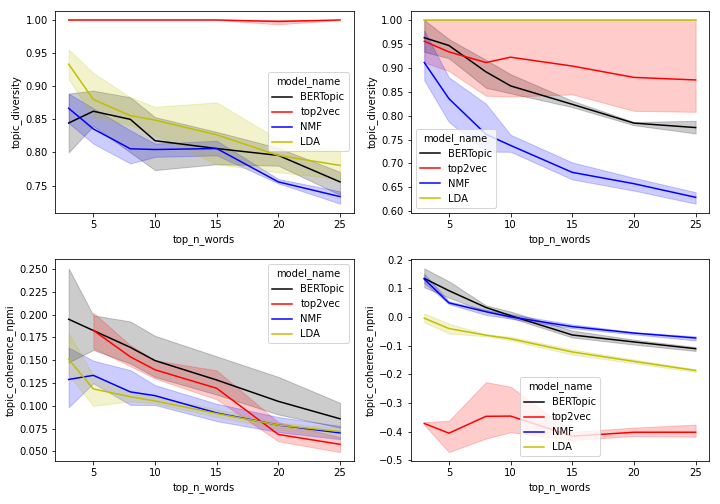 1.00
0.95
0.90
0.85
0.80
0.75
topic_diversity
model_name
BERTopic
top2vec
NMF
LDA
5
10
15
20
25
top_n_words
1.00
0.95
0.90
0.85
0.80
0.75
0.70
0.65
0.60
topic_diversity
model_name
BERTopic
top2vec
NMF
LDA
5
10
15
20
25
top_n_words
0.250
0.225
0.200
0.175
0.150
0.125
0.100
0.075
0.050
topic_coherence_npmi
model_name
BERTopic
top2vec
NMF
LDA
5
10
15
20
25
top_n_words
0.2
0.1
0.0
−0.1
−0.2
−0.3
−0.4
−0.5
topic_coherence_npmi
model_name
BERTopic
top2vec
NMF
LDA
5
10
15
20
25
top_n_words